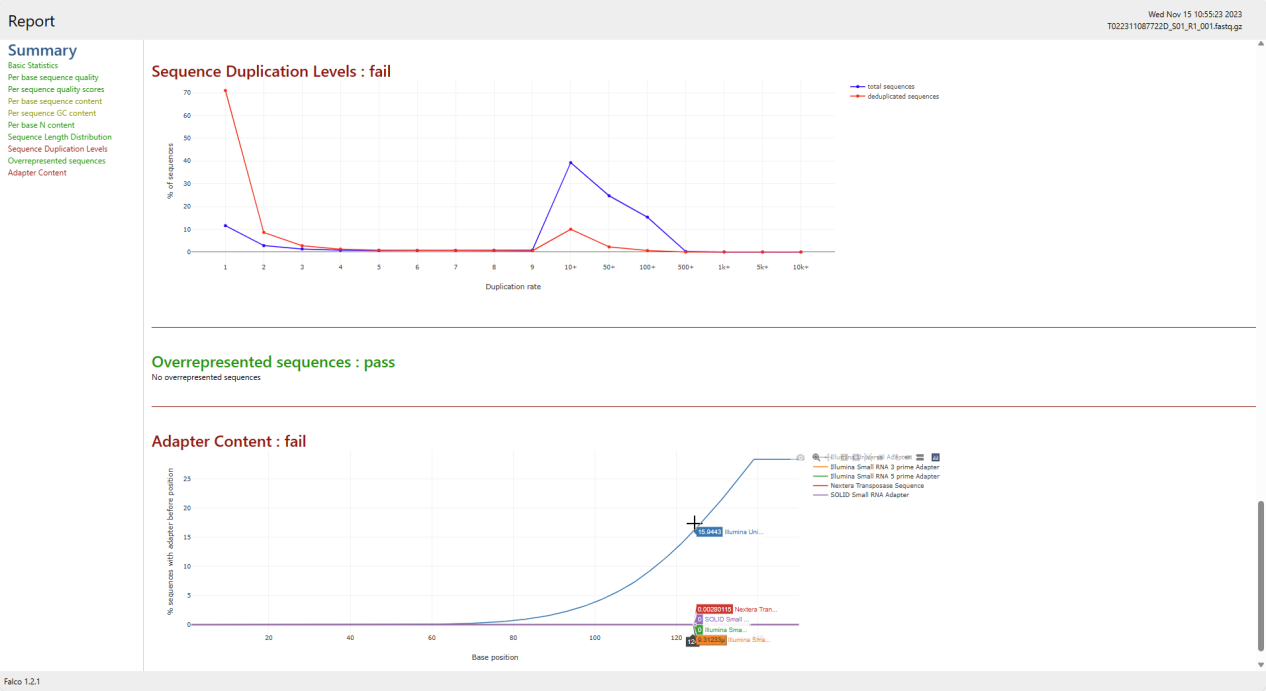 Report
Wed Nov 15 10:55:23 2023
T022311087722D_S01_R1_001.fastq.gz
Summary
Basic Statistics
Per base sequence quality
Per sequence quality scores
Per base sequence content
Per sequence GC content
Per base N content
Sequence Length Distribution
Sequence Duplication Levels
Overrepresented sequences
Adapter Content
Sequence Duplication Levels : fail
total sequences
deduplicated sequences
70
60
50
40
30
20
10
0
% of sequences
1 2 3 4 5 6 7 8 9 10+ 50+ 100+ 500+ 1k+ 5k+ 10k+
Duplication rate
Overrepresented sequences : pass
No overrepresented sequences
Adapter Content : fail
Illumina Universal Adapter
Illumina Small RNA 3 prime Adapter
Illumina Small RNA 5 prime Adapter
Nextera Transposase Sequence
SOLID Small RNA Adapter
25
20
15
10
5
0
% sequences with adapter before position
15.9443 Illumina Uni...
0.00280115 Nextera Tran...
0 SOLID Small ...
0 Illumina Sma...
Illumina Sma...
20 40 60 80 100 120
Base position
Falco 1.2.1